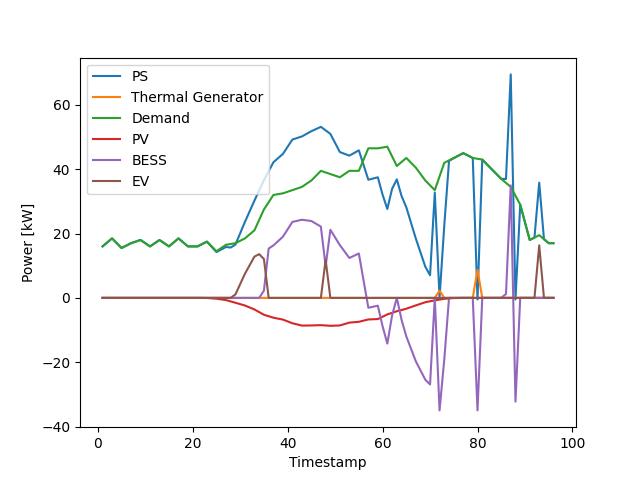 PS
Thermal Generator
Demand
PV
BESS
EV
Power [kW]
60
40
20
0
−20
−40
0 20 40 60 80 100
Timestamp